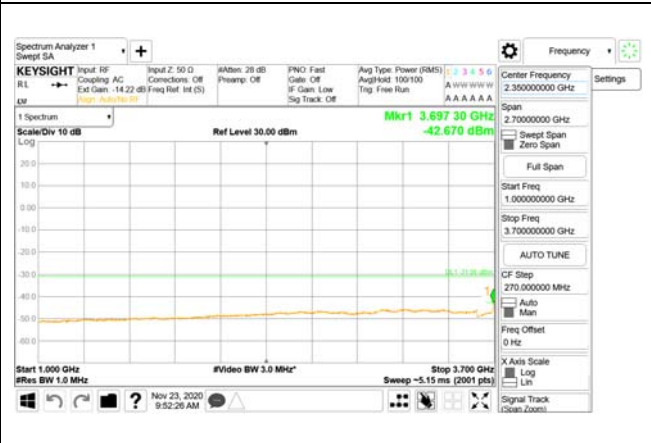 Spectrum Analyzer 1
Swept SA
Frequency
KEYSIGHT
R L
Input: RF
Coupling: AC
Ext Gain: -14.22 dB
Align: Auto/No RF
Input Z: 50 Ω
Corrections: Off
Freq Ref: Int (S)
#Atten: 28 dB
Preamp: Off
PNO: Fast
Gate: Off
IF Gain: Low
Sig Track: Off
Avg Type: Power (RMS)
Avg|Hold: 100/100
Trig: Free Run
1 2 3 4 5 6
A W W W W W
A A A A A A
Center Frequency
2.350000000 GHz
Settings
Span
2.70000000 GHz
Swept Span
Zero Span
Full Span
Start Freq
1.000000000 GHz
Stop Freq
3.700000000 GHz
AUTO TUNE
CF Step
270.000000 MHz
Auto
Man
Freq Offset
0 Hz
X Axis Scale
Log
Lin
Signal Track
(Span Zoom)
1 Spectrum
Scale/Div 10 dB
Ref Level 30.00 dBm
Mkr1 3.697 30 GHz
-42.670 dBm
Log
20.0
10.0
0.00
-10.0
-20.0
-30.0
-40.0
-50.0
-60.0
1
Start 1.000 GHz
#Res BW 1.0 MHz
#Video BW 3.0 MHz*
Stop 3.700 GHz
Sweep ~5.15 ms (2001 pts)
Nov 23, 2020
9:52:26 AM